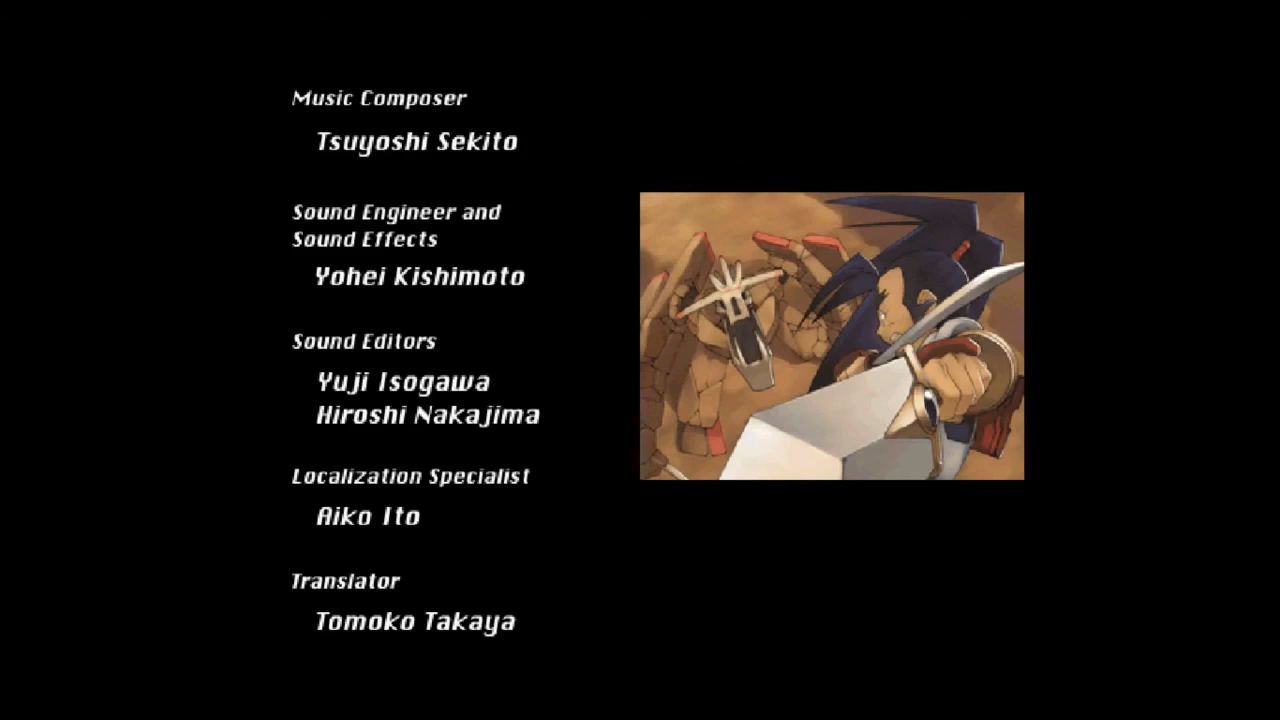 Music Composer
Tsuyoshi Sekito
Sound Engineer and
Sound Effects
Yohei Kishimoto
Sound Editors
Yuji Isogawa
Hiroshi Nakajima
Localization Specialist
Aiko Ito
Translator
Tomoko Takaya